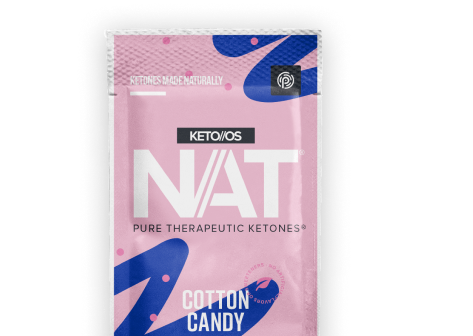 KETONES MADE NATURALLY
KETO//OS
NAT
PURE THERAPEUTIC KETONES®
COTTON
CANDY